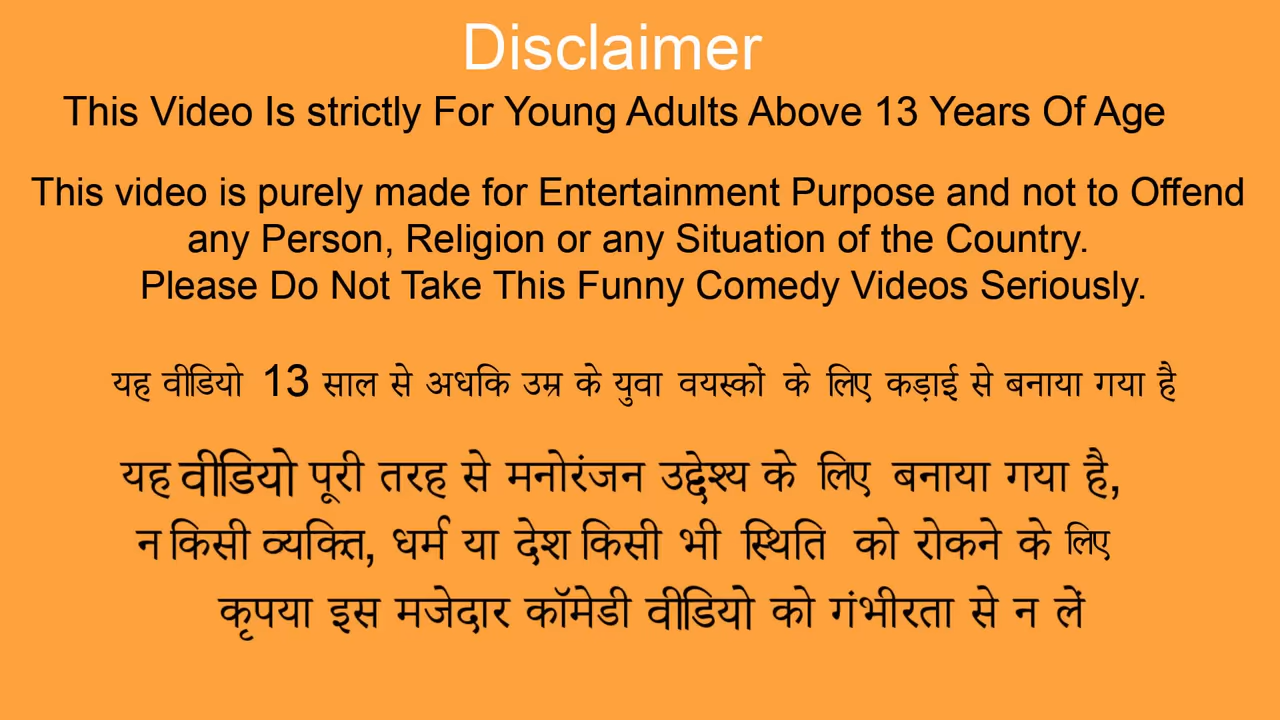 Disclaimer
This Video Is strictly For Young Adults Above 13 Years Of Age
This video is purely made for Entertainment Purpose and not to Offend
any Person, Religion or any Situation of the Country.
Please Do Not Take This Funny Comedy Videos Seriously.
यह वीडियो 13 साल से अधकि उम्र के युवा वयस्कों के लिए कड़ाई से बनाया गया है
यह वीडियो पूरी तरह से मनोरंजन उद्देश्य के लिए बनाया गया है,
न किसी व्यक्ति, धर्म या देश किसी भी स्थिति को रोकने के लिए
कृपया इस मजेदार कॉमेडी वीडियो को गंभीरता से न लें